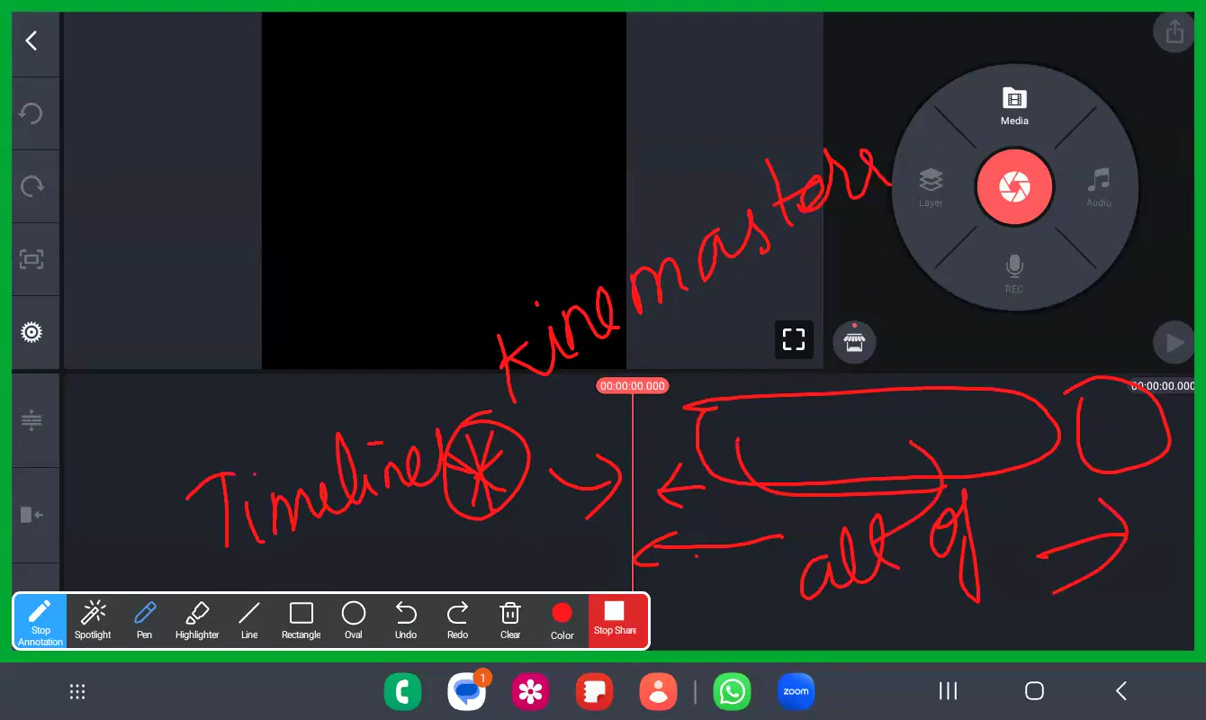 Media
Layer
Audio
REC
kinemaster
00:00:00.000
00:00:00.000
Timeline
alt of
Stop Annotation
Spotlight
Pen
Highlighter
Line
Rectangle
Oval
Undo
Redo
Clear
Color
Stop Share
1
zoom